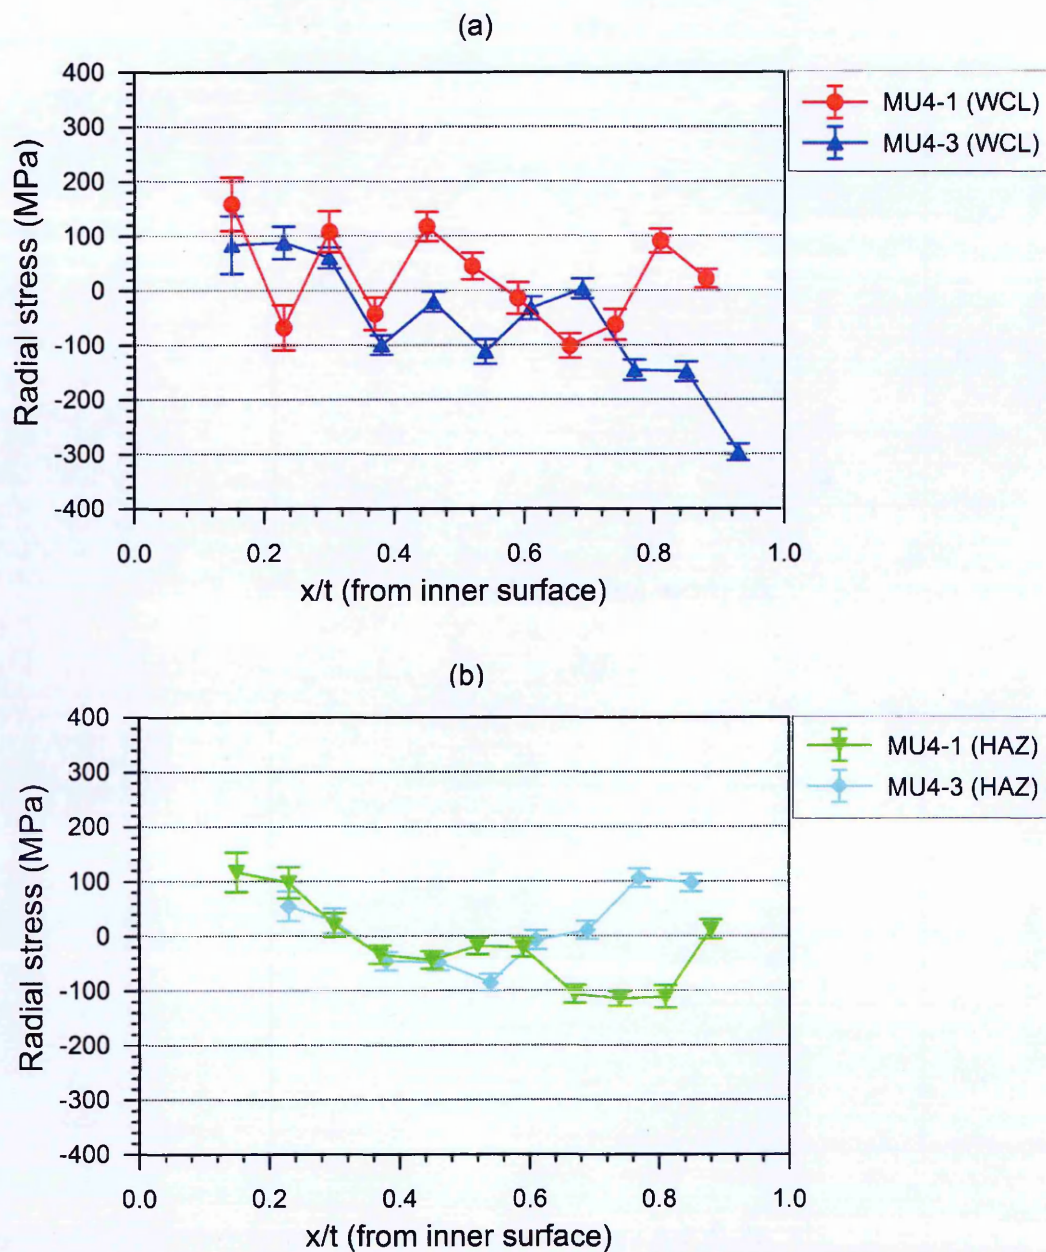 (a)
400
300
200
100
0
-100
-200
-300
-400
Radial stress (MPa)
0.0 0.2 0.4 0.6 0.8 1.0
x/t (from inner surface)
MU4-1 (WCL)
MU4-3 (WCL)
(b)
400
300
200
100
0
-100
-200
-300
-400
Radial stress (MPa)
0.0 0.2 0.4 0.6 0.8 1.0
x/t (from inner surface)
MU4-1 (HAZ)
MU4-3 (HAZ)